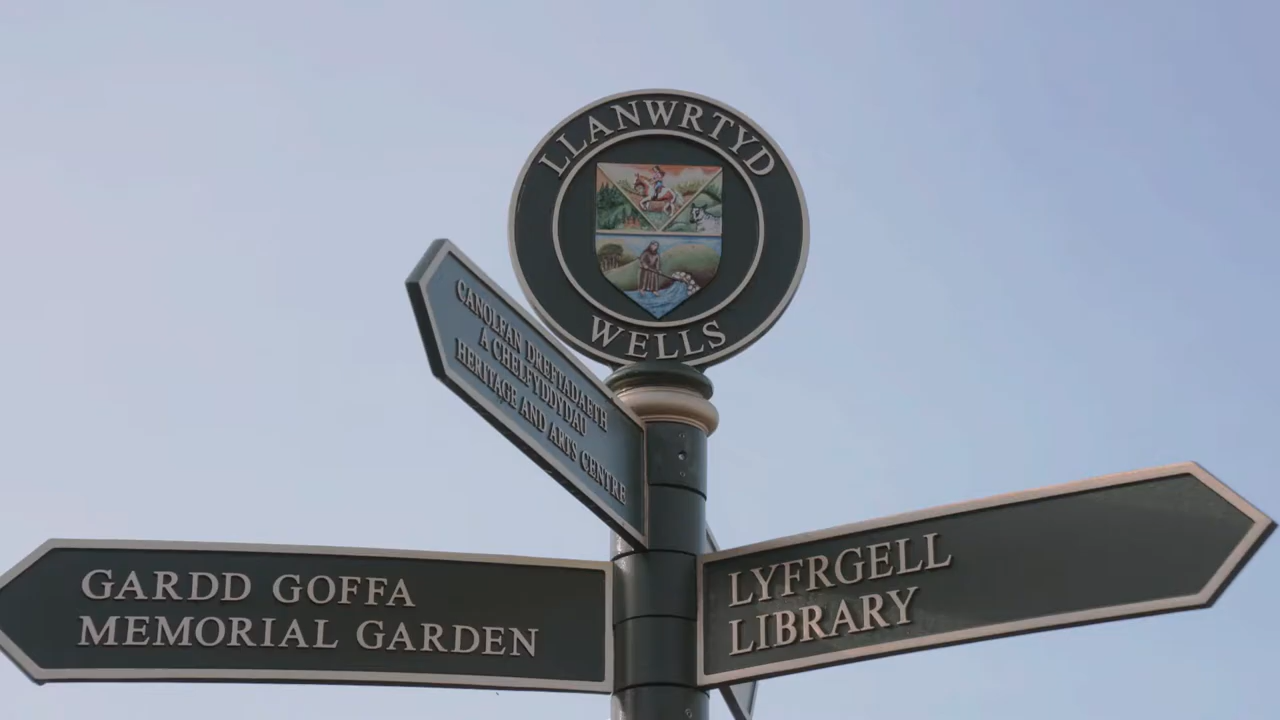 LLANWRTYD
WELLS
CANOLFAN DREFTADAETH
A CHELFYDDYDAU
HERITAGE AND ARTS CENTRE
GARDD GOFFA
MEMORIAL GARDEN
LYFRGELL
LIBRARY